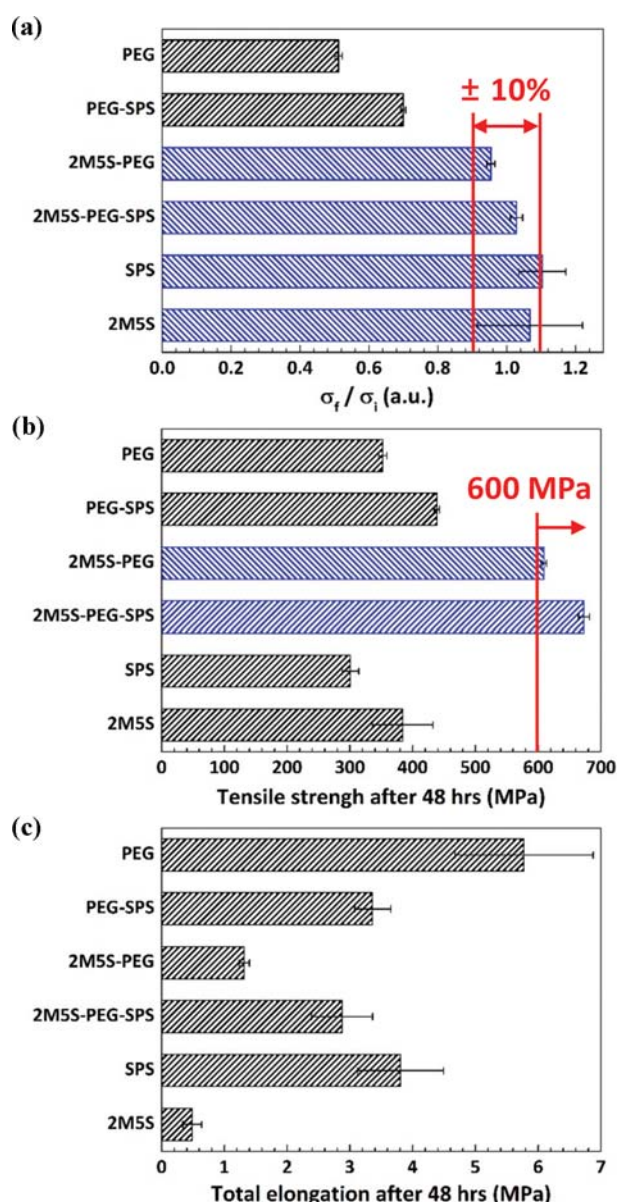 (a)
PEG
PEG-SPS
2M5S-PEG
2M5S-PEG-SPS
SPS
2M5S
± 10%
0.0 0.2 0.4 0.6 0.8 1.0 1.2
σf / σi (a.u.)
(b)
PEG
PEG-SPS
2M5S-PEG
2M5S-PEG-SPS
SPS
2M5S
600 MPa
0 100 200 300 400 500 600 700
Tensile strengh after 48 hrs (MPa)
(c)
PEG
PEG-SPS
2M5S-PEG
2M5S-PEG-SPS
SPS
2M5S
0 1 2 3 4 5 6 7
Total elongation after 48 hrs (MPa)